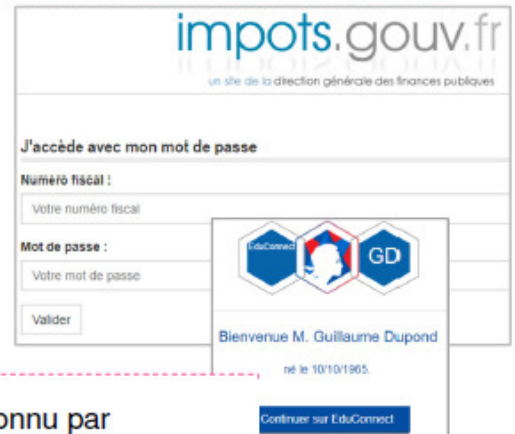 impots.gouv.fr
un site de la direction générale des finances publiques
J'accède avec mon mot de passe
Numéro fiscal :
Votre numéro fiscal
Mot de passe :
Votre mot de passe
Valider
EduConnect
GD
Bienvenue M. Guillaume Dupond
né le 10/10/1965.
Continuer sur EduConnect
onnu par